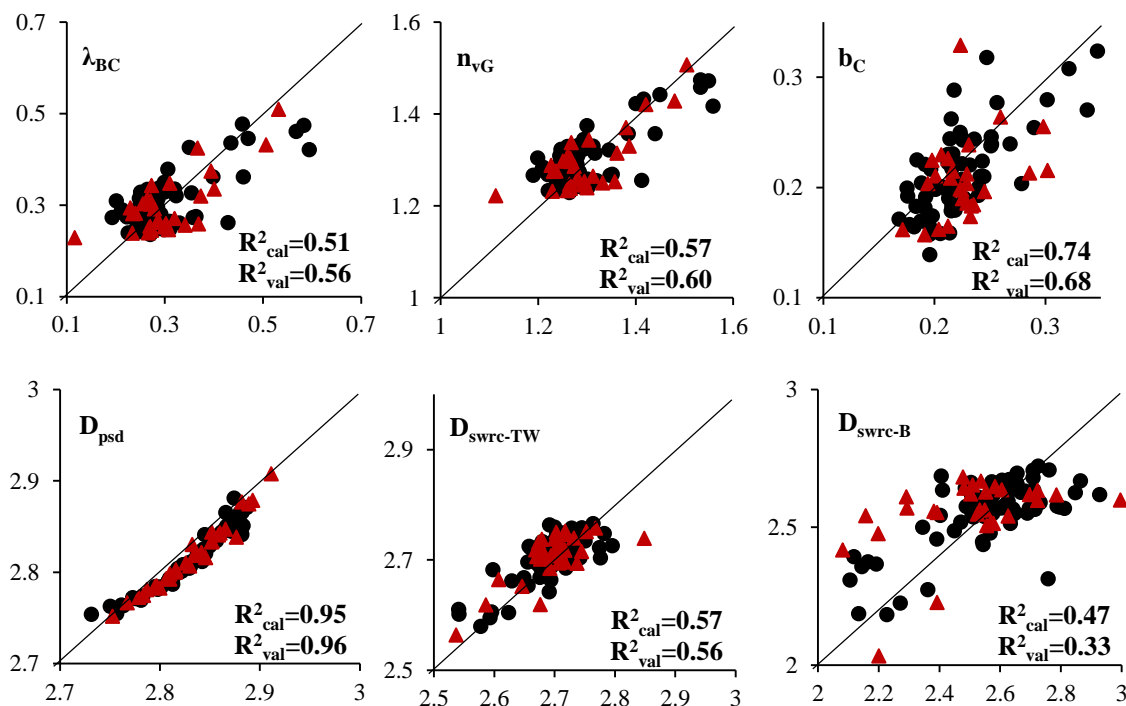 λBC
0.7
0.5
0.3
0.1
R²cal=0.51
R²val=0.56
0.1 0.3 0.5 0.7
nvG
1.6
1.4
1.2
1
R²cal=0.57
R²val=0.60
1 1.2 1.4 1.6
bC
0.3
0.2
0.1
R²cal=0.74
R²val=0.68
0.1 0.2 0.3
Dpsd
3
2.9
2.8
2.7
R²cal=0.95
R²val=0.96
2.7 2.8 2.9 3
Dswrc-TW
2.9
2.7
2.5
R²cal=0.57
R²val=0.56
2.5 2.6 2.7 2.8 2.9 3
Dswrc-B
3
2.5
2
R²cal=0.47
R²val=0.33
2 2.2 2.4 2.6 2.8 3